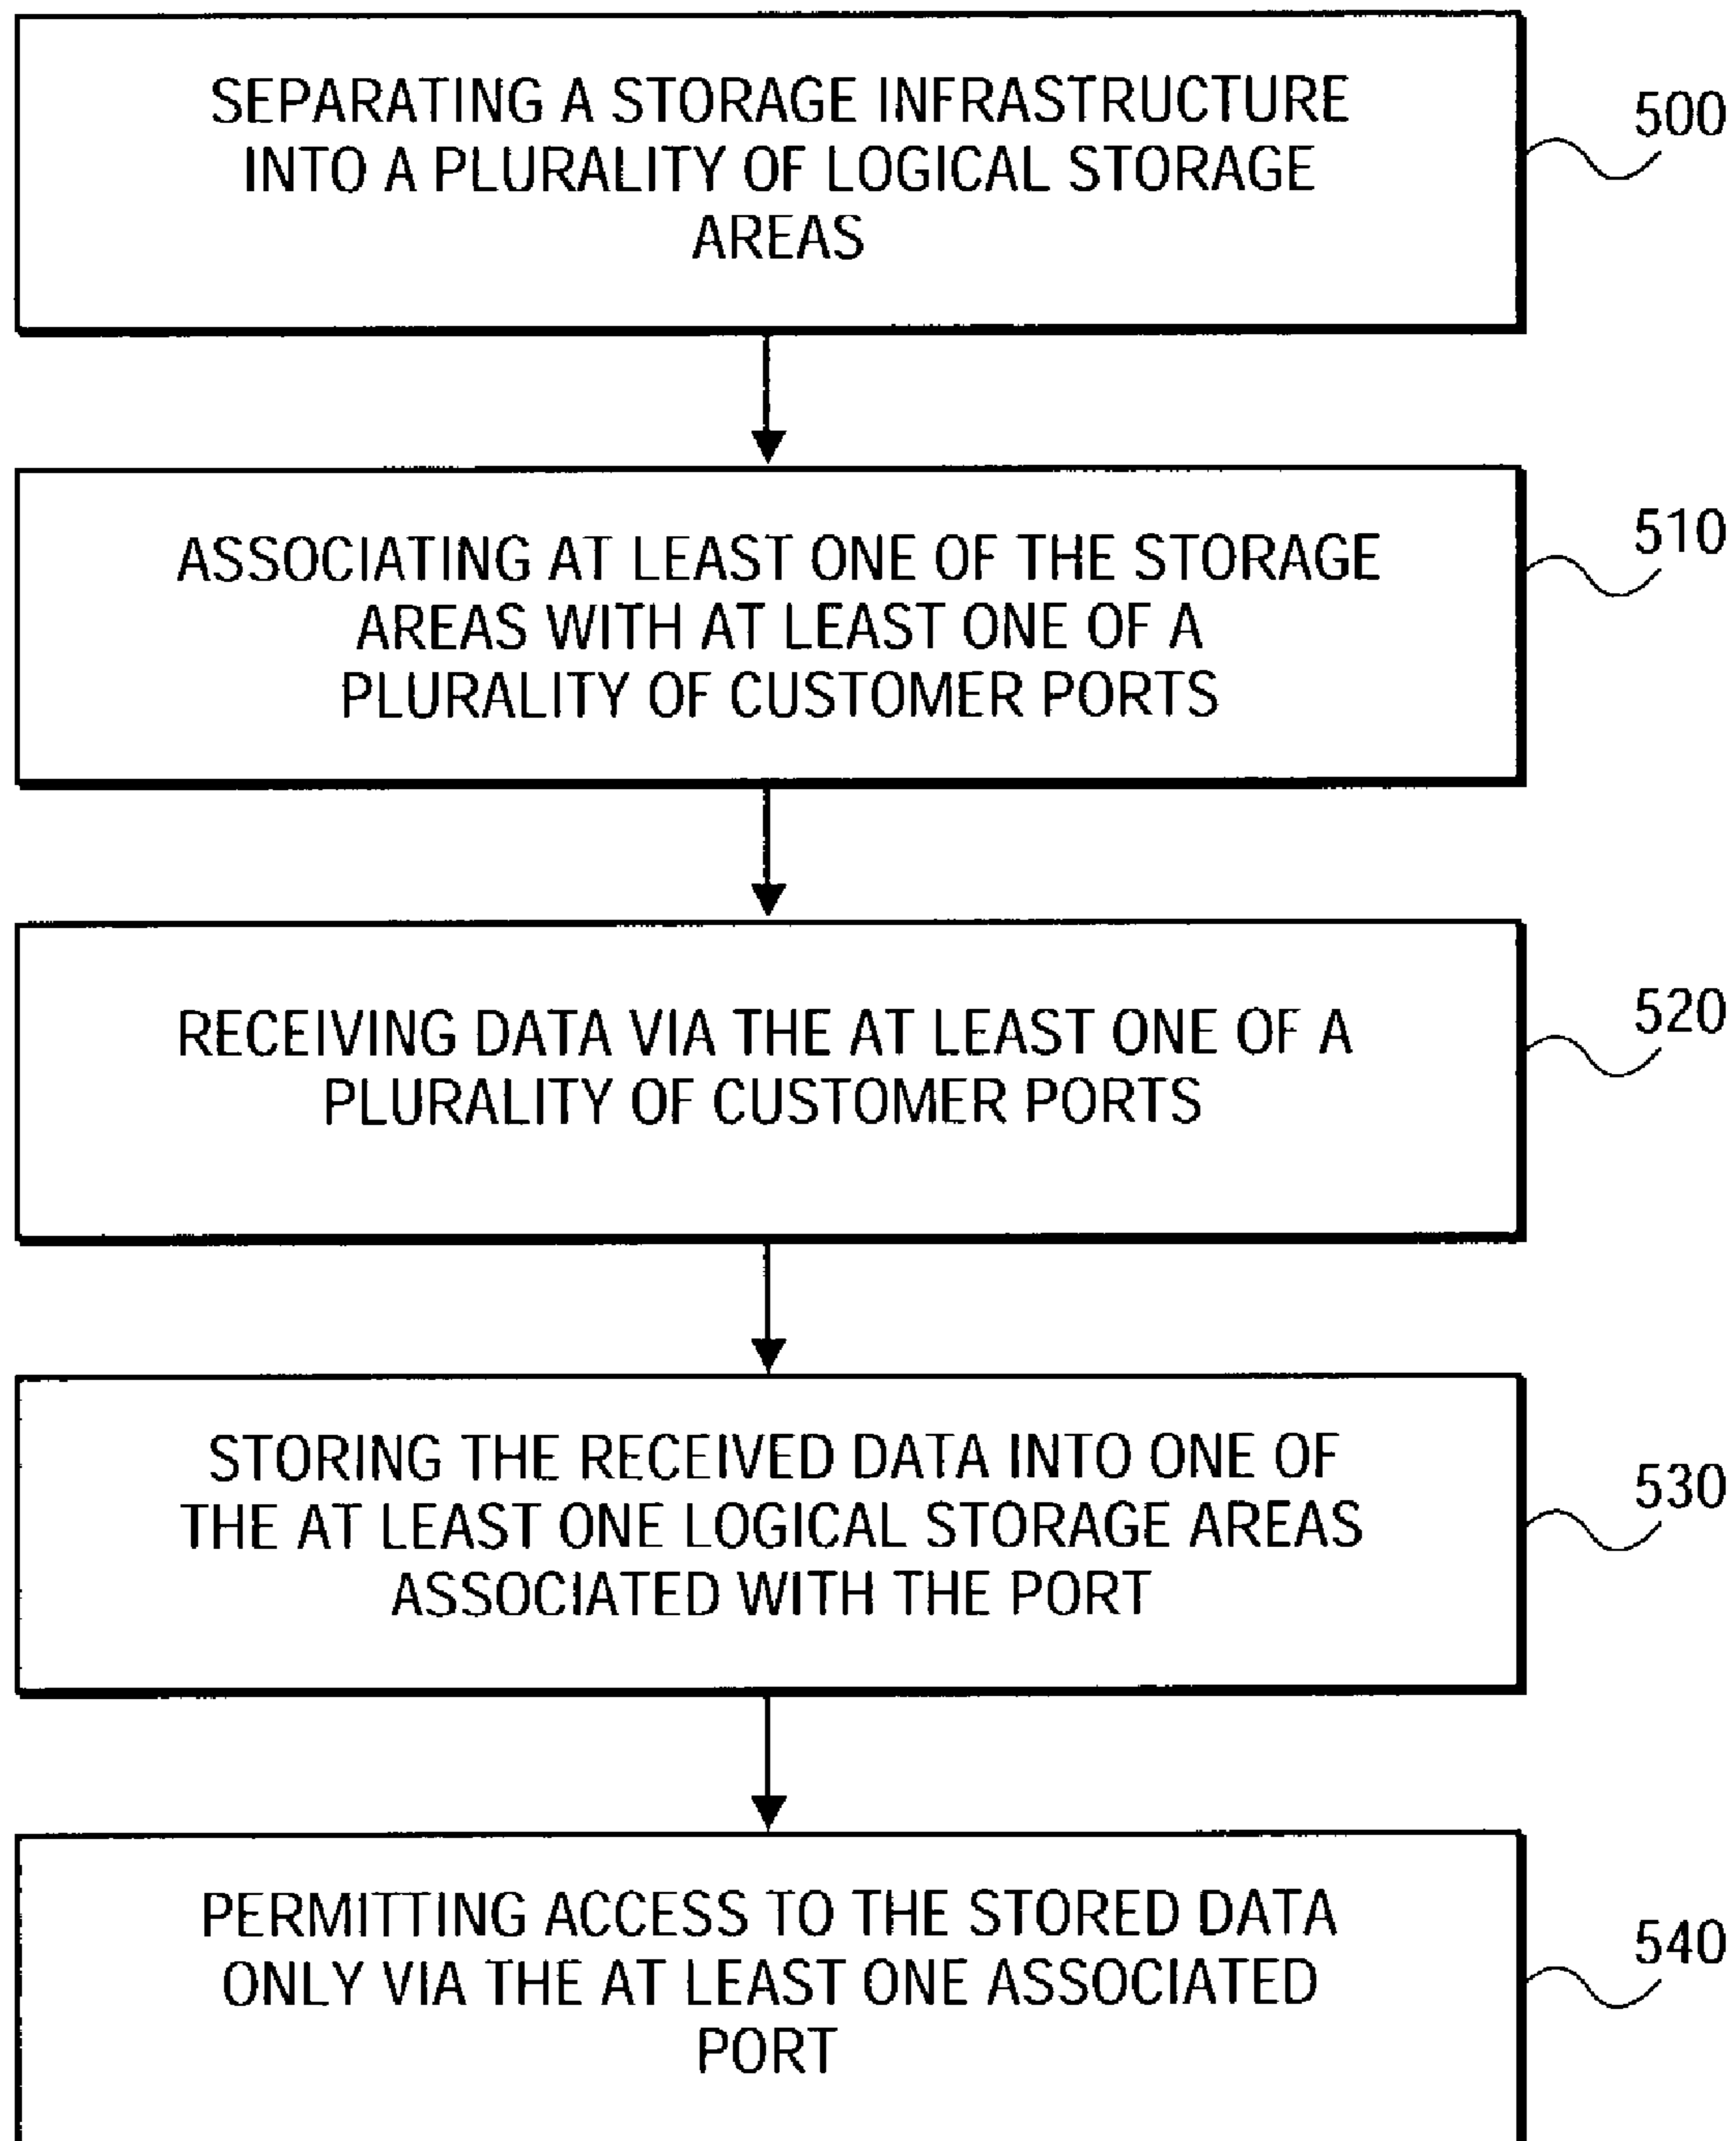 SEPARATING A STORAGE INFRASTRUCTURE
INTO A PLURALITY OF LOGICAL STORAGE
AREAS
500
ASSOCIATING AT LEAST ONE OF THE STORAGE
AREAS WITH AT LEAST ONE OF A
PLURALITY OF CUSTOMER PORTS
510
RECEIVING DATA VIA THE AT LEAST ONE OF A
PLURALITY OF CUSTOMER PORTS
520
STORING THE RECEIVED DATA INTO ONE OF
THE AT LEAST ONE LOGICAL STORAGE AREAS
ASSOCIATED WITH THE PORT
530
PERMITTING ACCESS TO THE STORED DATA
ONLY VIA THE AT LEAST ONE ASSOCIATED
PORT
540